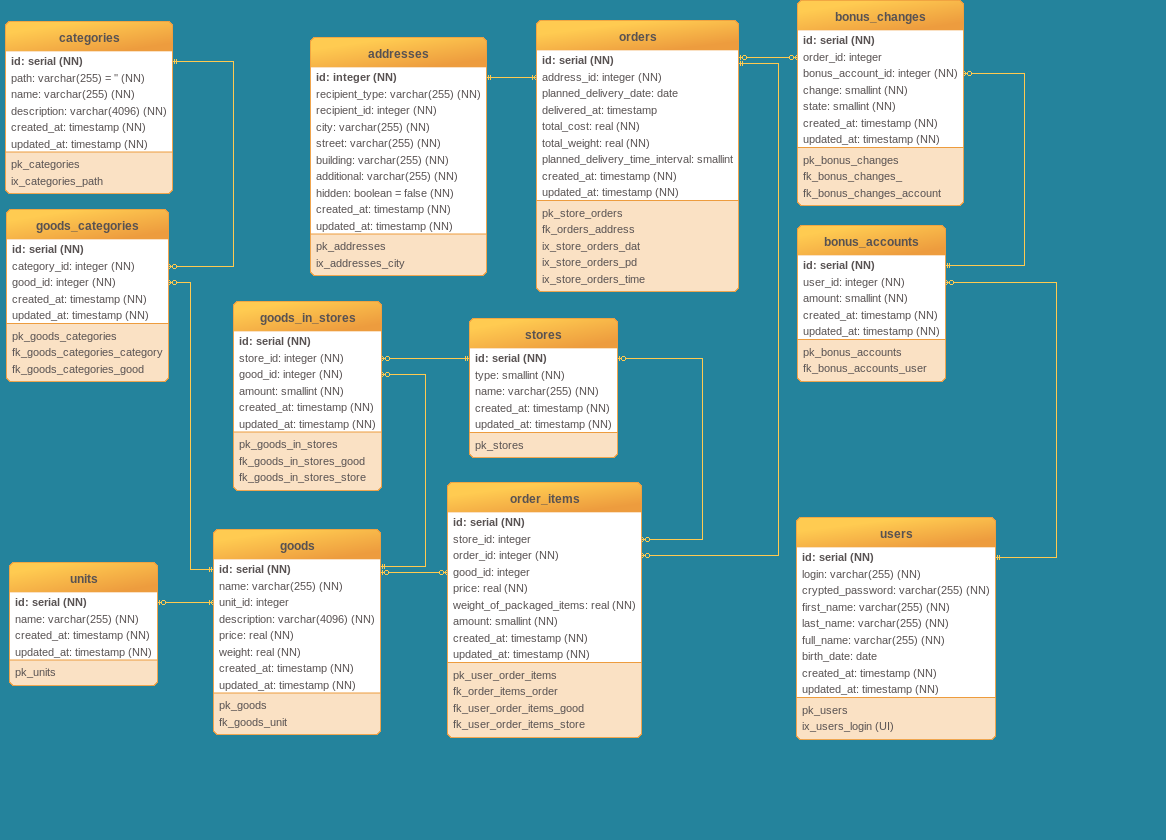 categories
id: serial (NN)
path: varchar(255) = '' (NN)
name: varchar(255) (NN)
description: varchar(4096) (NN)
created_at: timestamp (NN)
updated_at: timestamp (NN)
pk_categories
ix_categories_path
goods_categories
id: serial (NN)
category_id: integer (NN)
good_id: integer (NN)
created_at: timestamp (NN)
updated_at: timestamp (NN)
pk_goods_categories
fk_goods_categories_category
fk_goods_categories_good
addresses
id: integer (NN)
recipient_type: varchar(255) (NN)
recipient_id: integer (NN)
city: varchar(255) (NN)
street: varchar(255) (NN)
building: varchar(255) (NN)
additional: varchar(255) (NN)
hidden: boolean = false (NN)
created_at: timestamp (NN)
updated_at: timestamp (NN)
pk_addresses
ix_addresses_city
orders
id: serial (NN)
address_id: integer (NN)
planned_delivery_date: date
delivered_at: timestamp
total_cost: real (NN)
total_weight: real (NN)
planned_delivery_time_interval: smallint
created_at: timestamp (NN)
updated_at: timestamp (NN)
pk_store_orders
fk_orders_address
ix_store_orders_dat
ix_store_orders_pd
ix_store_orders_time
bonus_changes
id: serial (NN)
order_id: integer
bonus_account_id: integer (NN)
change: smallint (NN)
state: smallint (NN)
created_at: timestamp (NN)
updated_at: timestamp (NN)
pk_bonus_changes
fk_bonus_changes_
fk_bonus_changes_account
bonus_accounts
id: serial (NN)
user_id: integer (NN)
amount: smallint (NN)
created_at: timestamp (NN)
updated_at: timestamp (NN)
pk_bonus_accounts
fk_bonus_accounts_user
goods_in_stores
id: serial (NN)
store_id: integer (NN)
good_id: integer (NN)
amount: smallint (NN)
created_at: timestamp (NN)
updated_at: timestamp (NN)
pk_goods_in_stores
fk_goods_in_stores_good
fk_goods_in_stores_store
stores
id: serial (NN)
type: smallint (NN)
name: varchar(255) (NN)
created_at: timestamp (NN)
updated_at: timestamp (NN)
pk_stores
units
id: serial (NN)
name: varchar(255) (NN)
created_at: timestamp (NN)
updated_at: timestamp (NN)
pk_units
goods
id: serial (NN)
name: varchar(255) (NN)
unit_id: integer
description: varchar(4096) (NN)
price: real (NN)
weight: real (NN)
created_at: timestamp (NN)
updated_at: timestamp (NN)
pk_goods
fk_goods_unit
order_items
id: serial (NN)
store_id: integer
order_id: integer (NN)
good_id: integer
price: real (NN)
weight_of_packaged_items: real (NN)
amount: smallint (NN)
created_at: timestamp (NN)
updated_at: timestamp (NN)
pk_user_order_items
fk_order_items_order
fk_user_order_items_good
fk_user_order_items_store
users
id: serial (NN)
login: varchar(255) (NN)
crypted_password: varchar(255) (NN)
first_name: varchar(255) (NN)
last_name: varchar(255) (NN)
full_name: varchar(255) (NN)
birth_date: date
created_at: timestamp (NN)
updated_at: timestamp (NN)
pk_users
ix_users_login (UI)